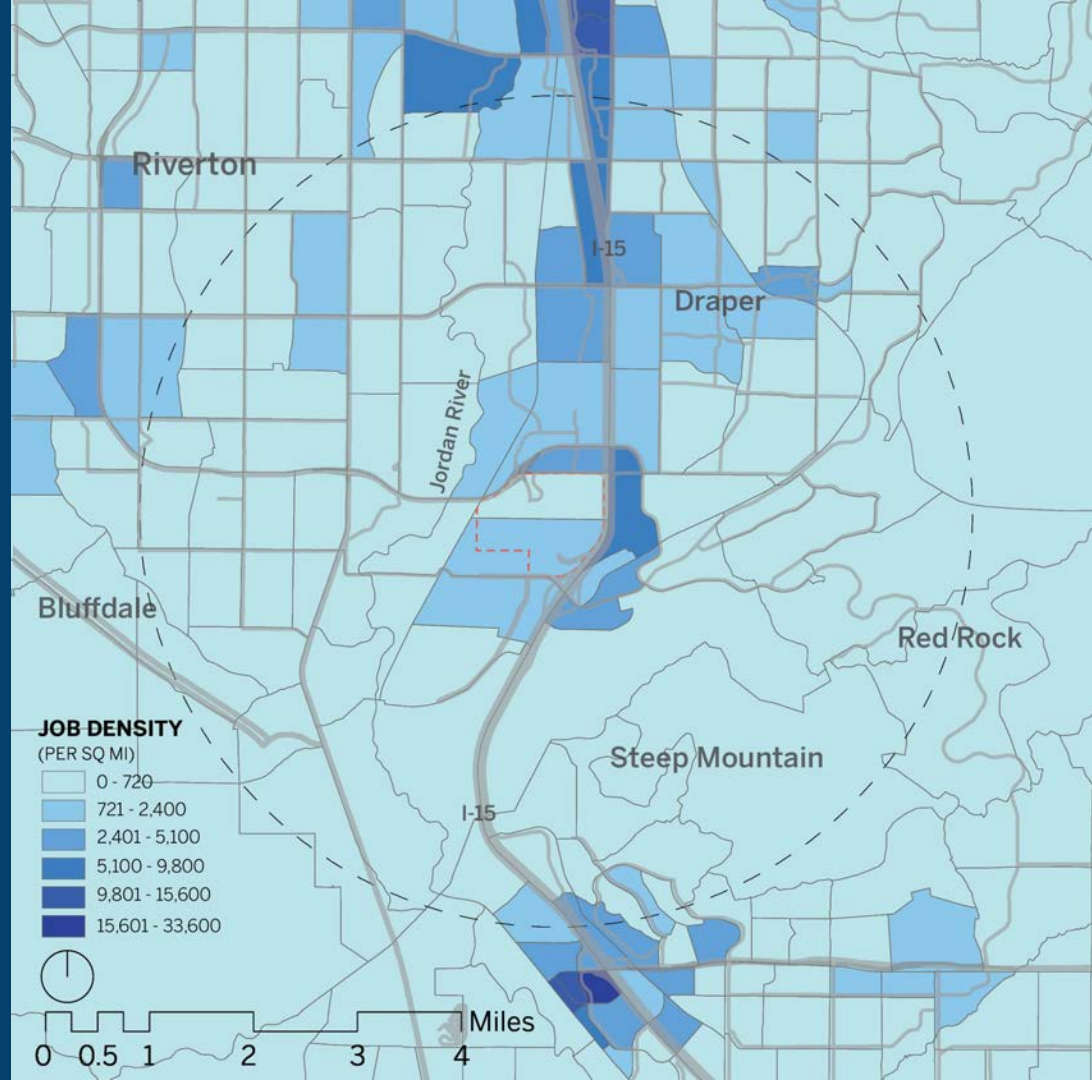 Riverton
I-15
Draper
Jordan River
Bluffdale
Red Rock
Steep Mountain
I-15
JOB DENSITY
(PER SQ MI)
0 - 720
721 - 2,400
2,401 - 5,100
5,100 - 9,800
9,801 - 15,600
15,601 - 33,600
Miles
0 0.5 1 2 3 4